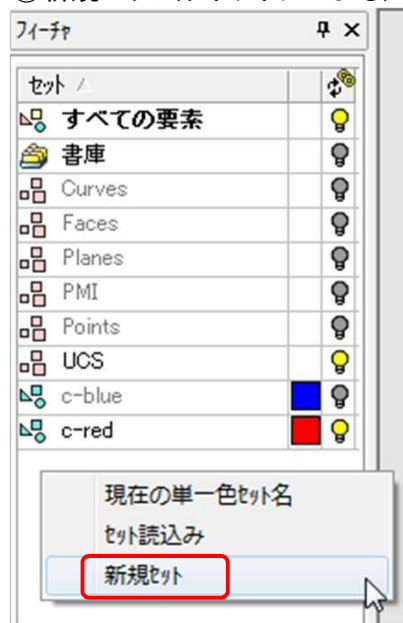 フィーチャ
セット
すべての要素
書庫
Curves
Faces
Planes
PMI
Points
UCS
c-blue
c-red
現在の単一色セット名
セット読込み
新規セット